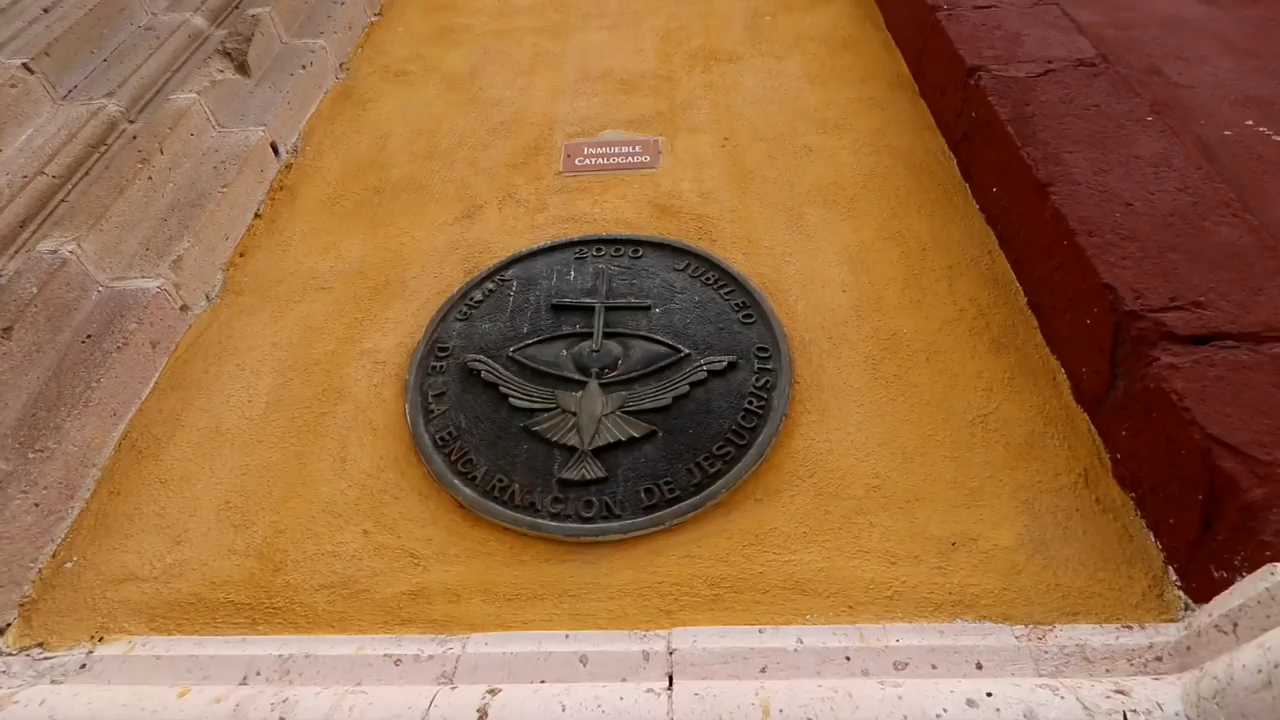 INMUEBLE
CATALOGADO
GRAN 2000 JUBILEO
DE LA ENCARNACION DE JESUCRISTO